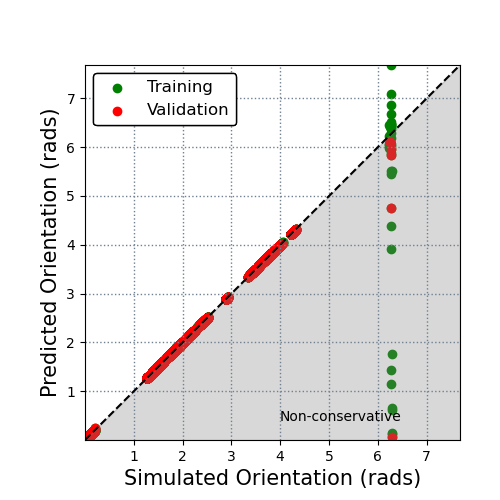 Training
Validation
7
6
5
4
3
2
1
Predicted Orientation (rads)
Non-conservative
1 2 3 4 5 6 7
Simulated Orientation (rads)